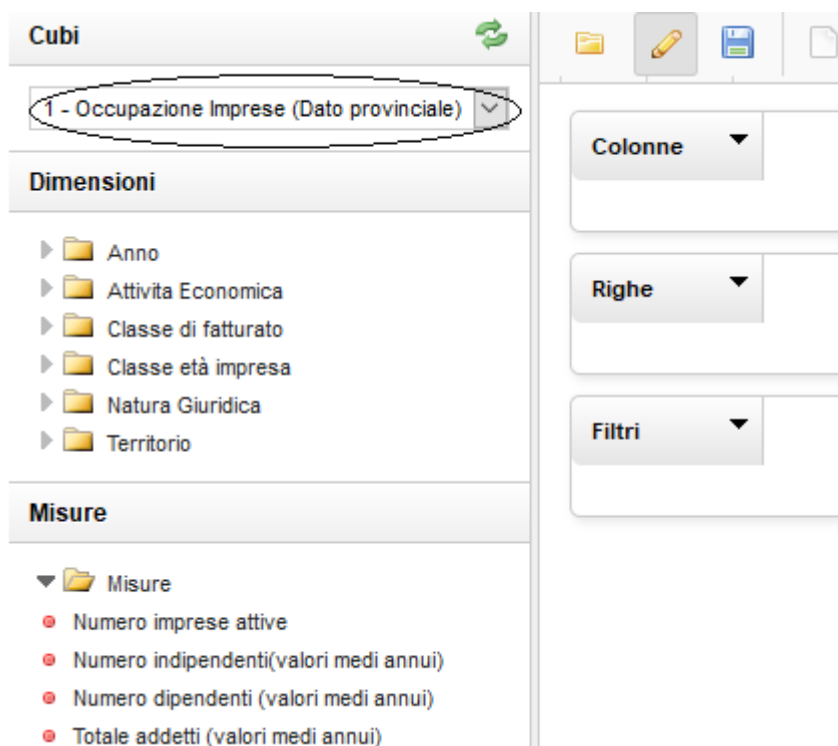 Cubi
1 - Occupazione Imprese (Dato provinciale)
Dimensioni
Anno
Attivita Economica
Classe di fatturato
Classe età impresa
Natura Giuridica
Territorio
Misure
Misure
Numero imprese attive
Numero indipendenti(valori medi annui)
Numero dipendenti (valori medi annui)
Totale addetti (valori medi annui)
Colonne
Righe
Filtri